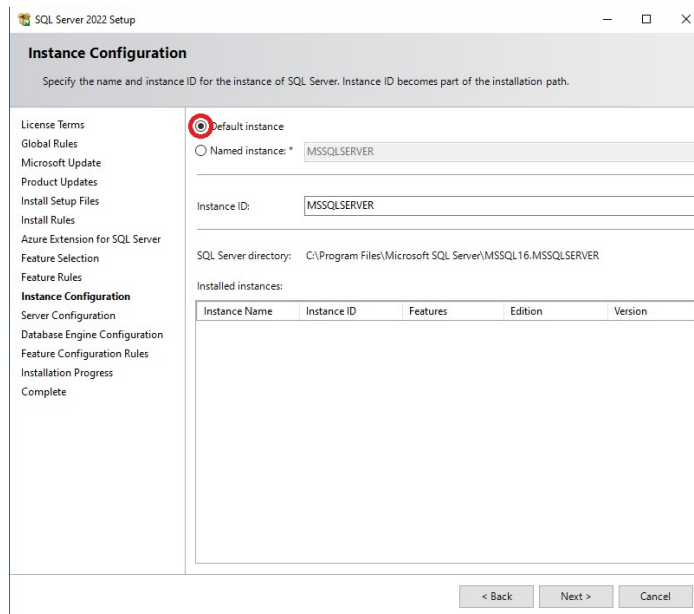 SQL Server 2022 Setup
Instance Configuration
Specify the name and instance ID for the instance of SQL Server. Instance ID becomes part of the installation path.
License Terms
Global Rules
Microsoft Update
Product Updates
Install Setup Files
Install Rules
Azure Extension for SQL Server
Feature Selection
Feature Rules
Instance Configuration
Server Configuration
Database Engine Configuration
Feature Configuration Rules
Installation Progress
Complete
Default instance
Named instance: * MSSQLSERVER
Instance ID: MSSQLSERVER
SQL Server directory: C:\Program Files\Microsoft SQL Server\MSSQL16.MSSQLSERVER
Installed instances:
Instance Name Instance ID Features Edition Version
< Back Next > Cancel